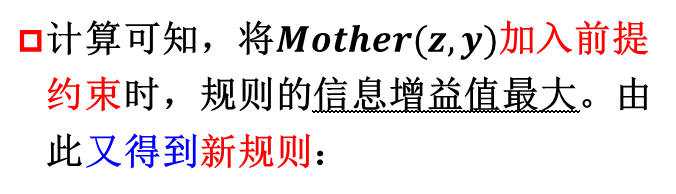 计算可知，将Mother(z,y)加入前提
约束时，规则的信息增益值最大。由
此又得到新规则：